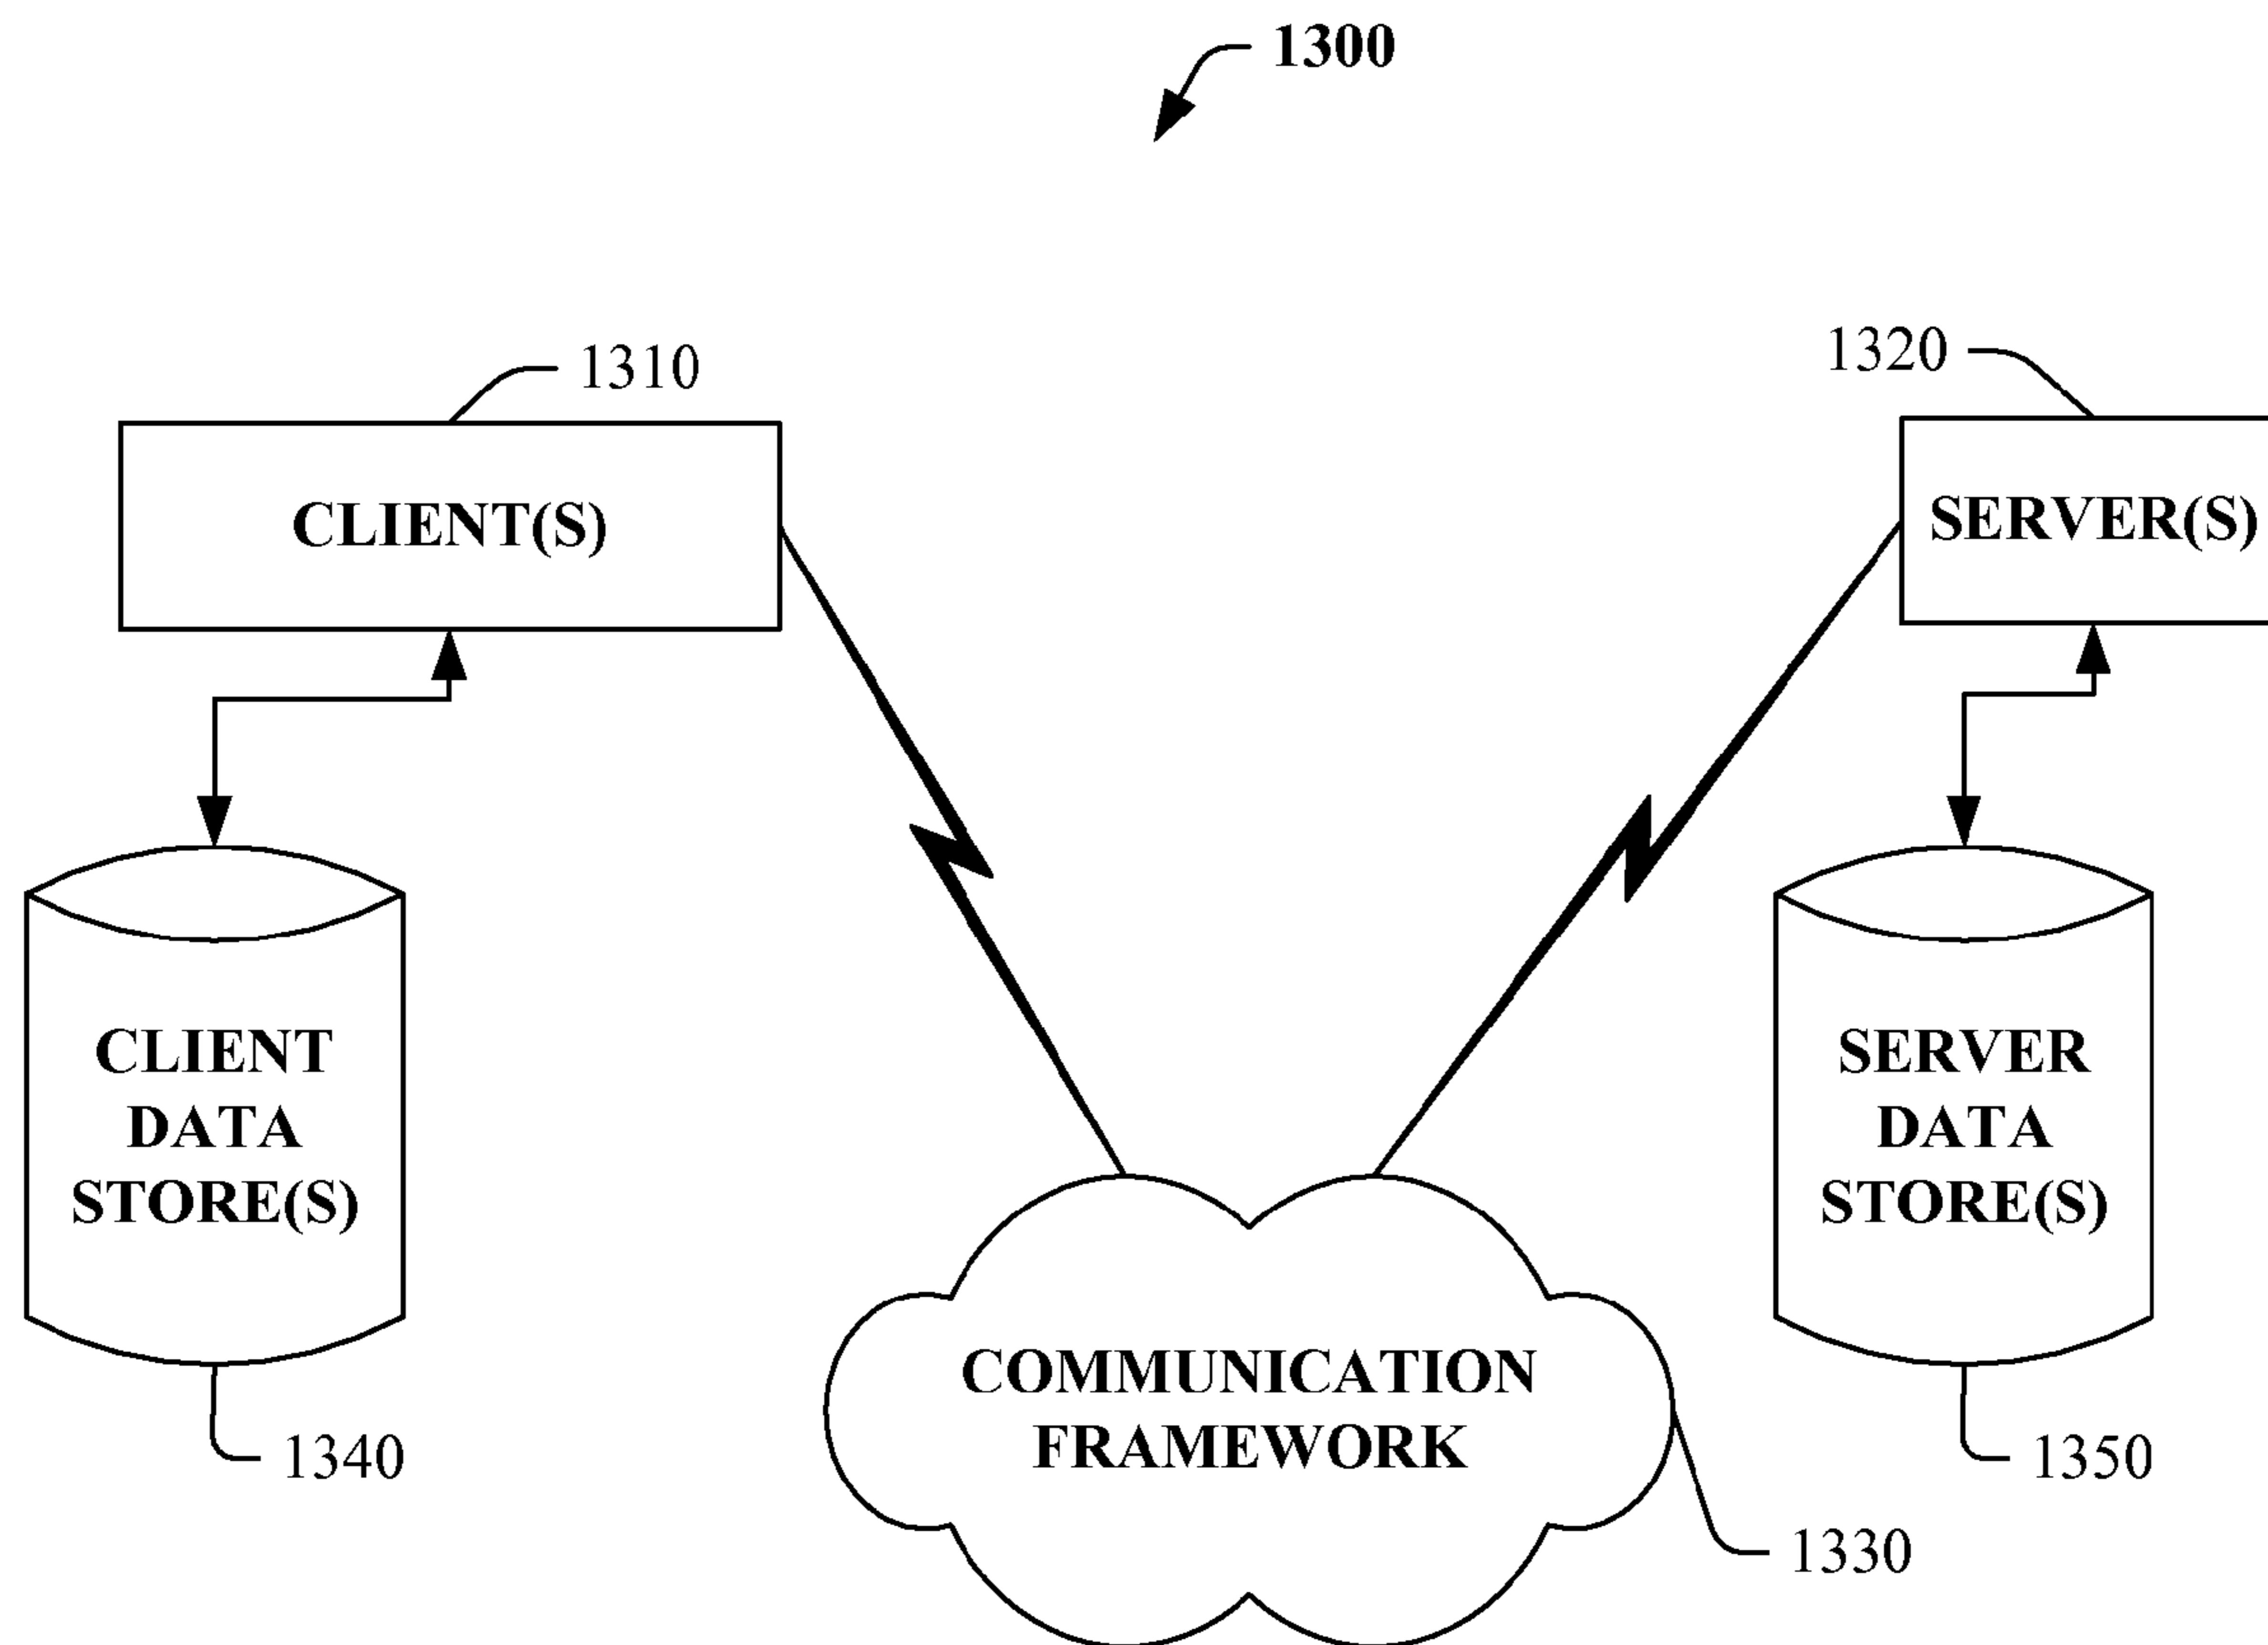 1300
1310
1320
CLIENT(S)
SERVER(S)
CLIENT
DATA
STORE(S)
SERVER
DATA
STORE(S)
COMMUNICATION
FRAMEWORK
1340
1350
1330